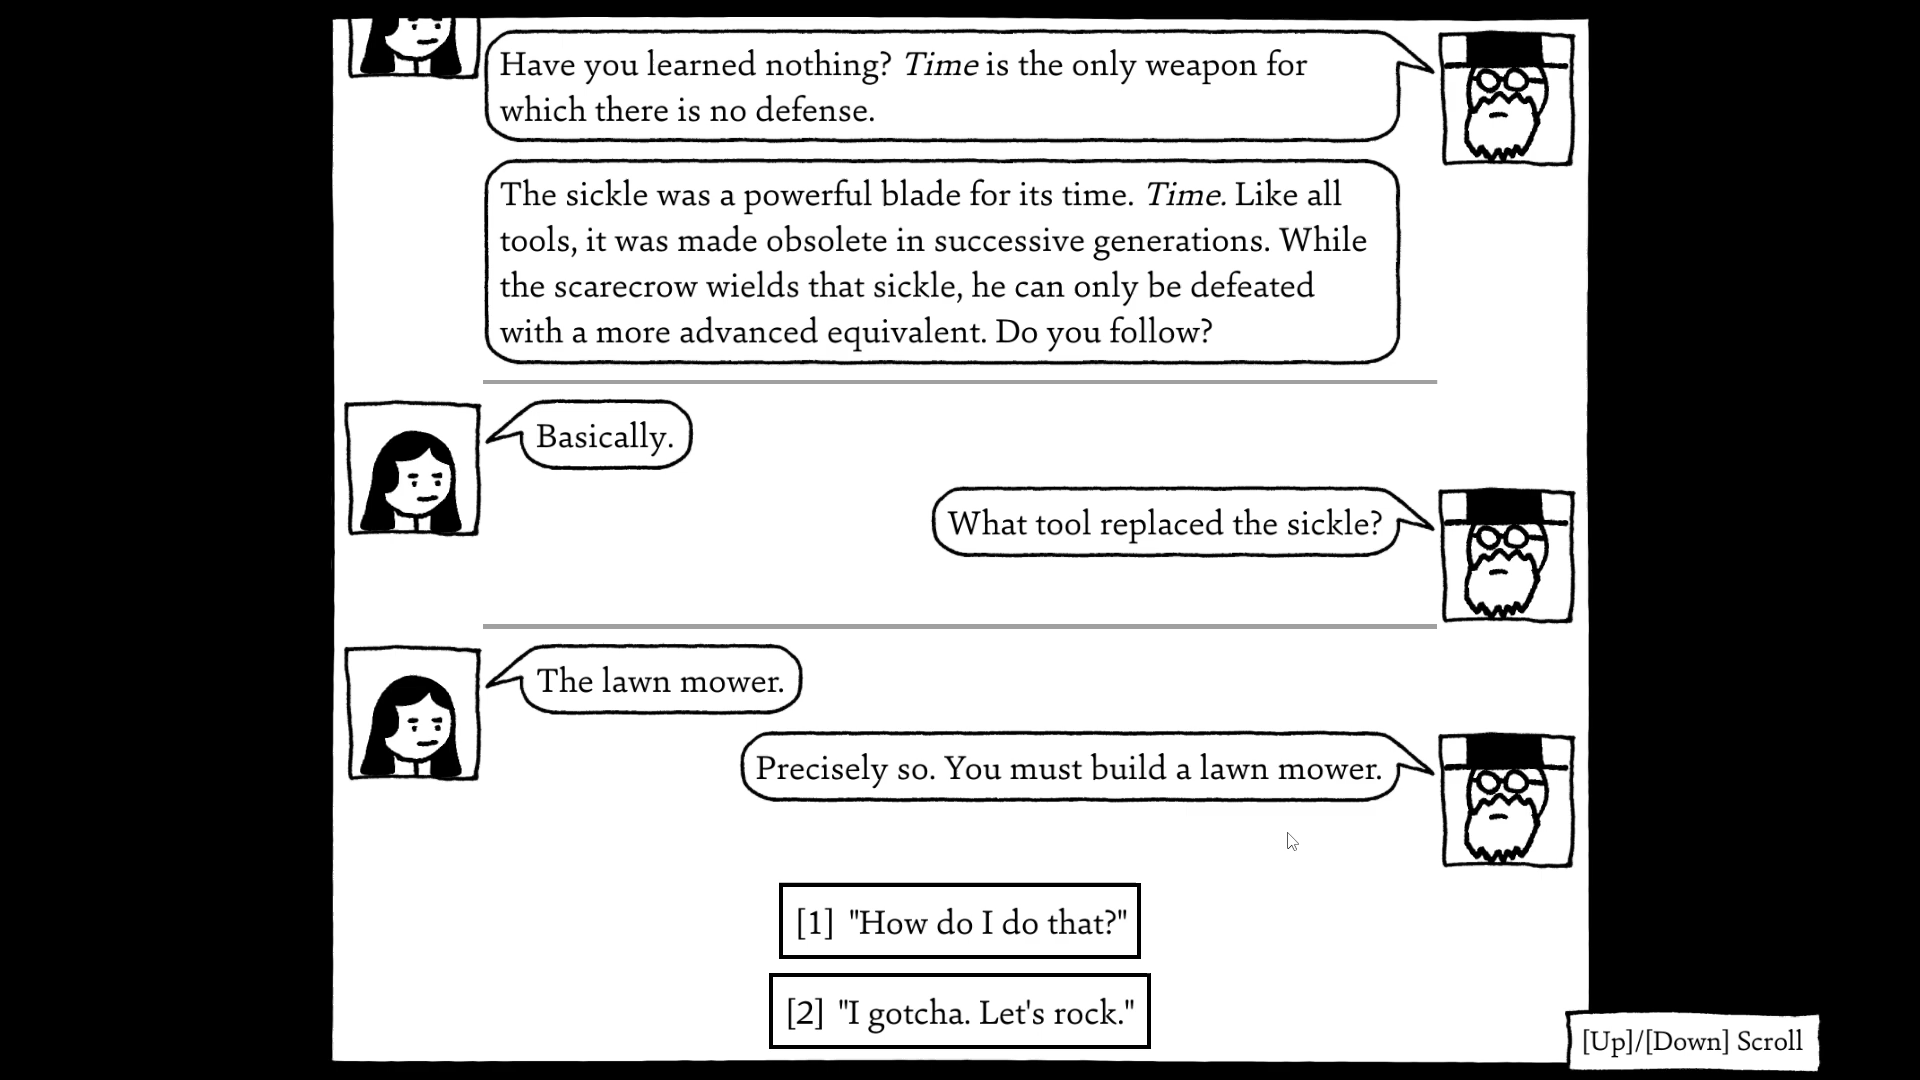 Have you learned nothing? Time is the only weapon for
which there is no defense.
The sickle was a powerful blade for its time. Time. Like all
tools, it was made obsolete in successive generations. While
the scarecrow wields that sickle, he can only be defeated
with a more advanced equivalent. Do you follow?
Basically.
What tool replaced the sickle?
The lawn mower.
Precisely so. You must build a lawn mower.
[1] "How do I do that?"
[2] "I gotcha. Let's rock."
[Up]/[Down] Scroll